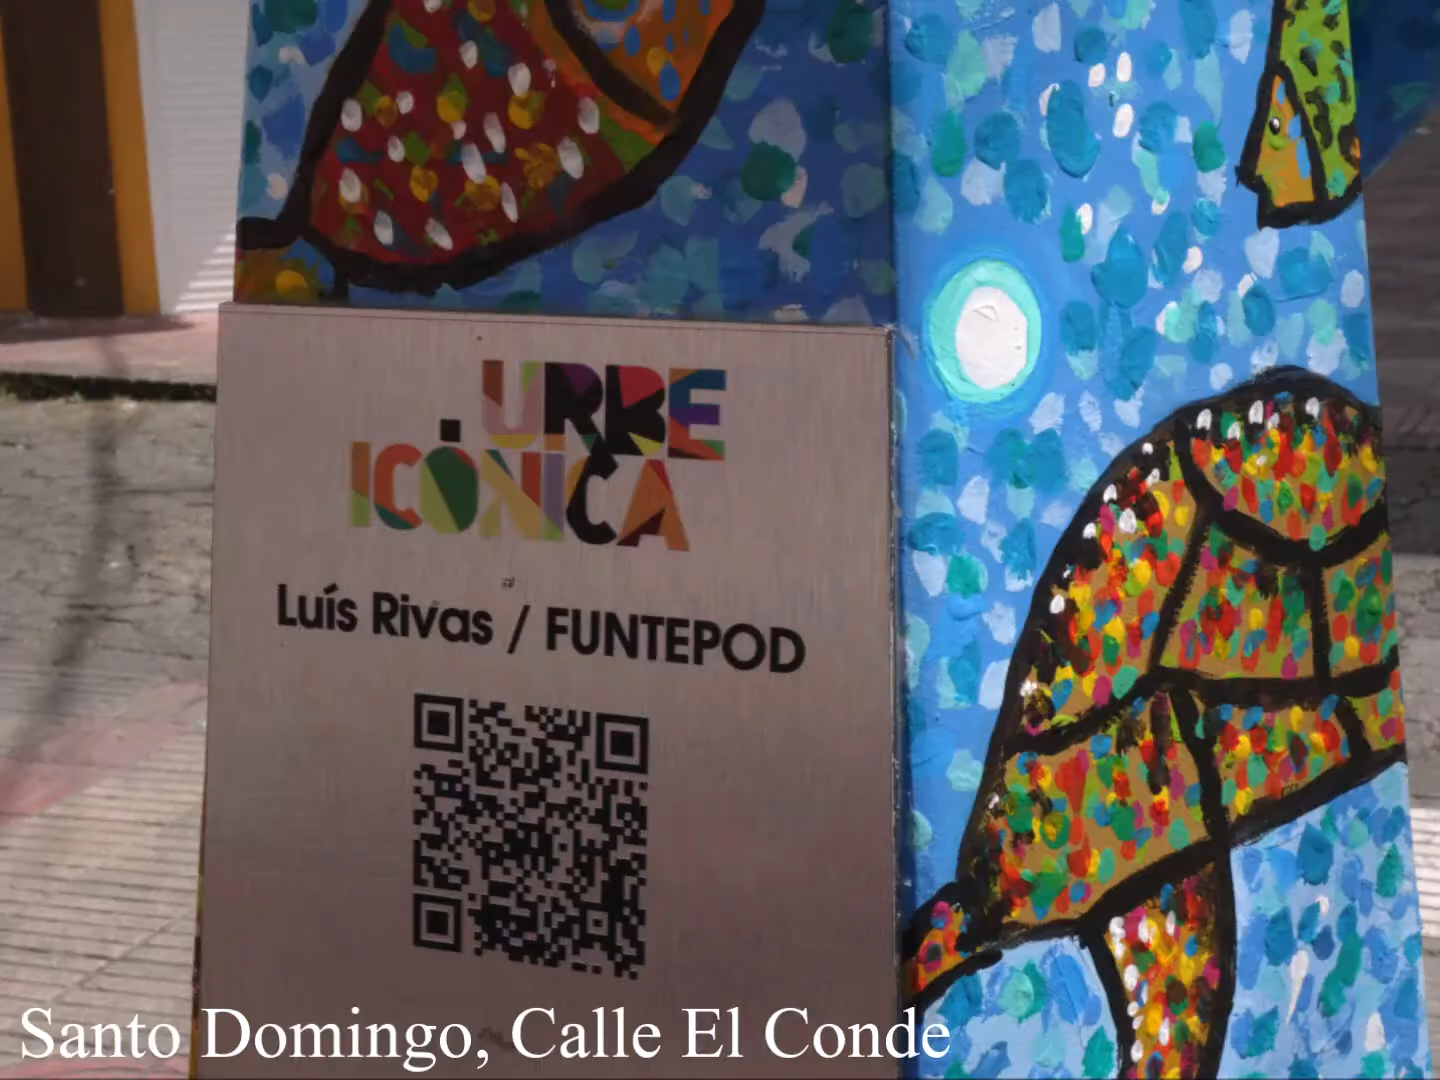 URBE
ICÓNICA
Luís Rivas / FUNTEPOD
Santo Domingo, Calle El Conde